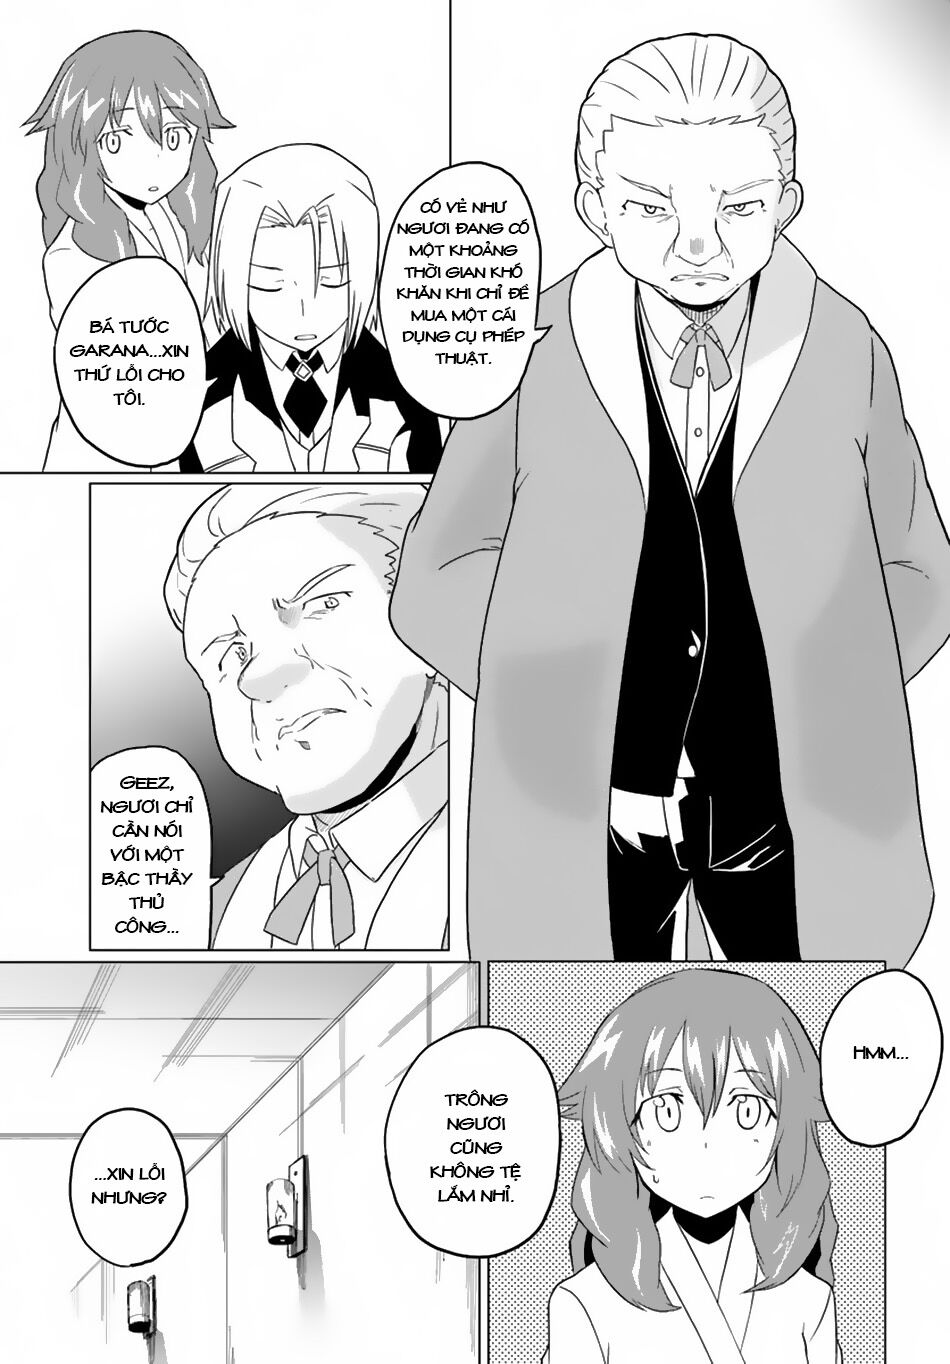 CÓ VẺ NHƯ
NGƯƠI ĐANG CÓ
MỘT KHOẢNG
THỜI GIAN KHÓ
KHĂN KHI CHỈ ĐỂ
MUA MỘT CÁI
DỤNG CỤ PHÉP
THUẬT.
BÁ TƯỚC
GARANA...XIN
THỨ LỖI CHO
TÔI.
GEEZ,
NGƯƠI CHỈ
CẦN NÓI
VỚI MỘT
BẬC THẦY
THỦ
CÔNG...
HMM...
TRÔNG
NGƯƠI
CŨNG
KHÔNG TỆ
LẮM NHỈ.
...XIN LỖI
NHƯNG?